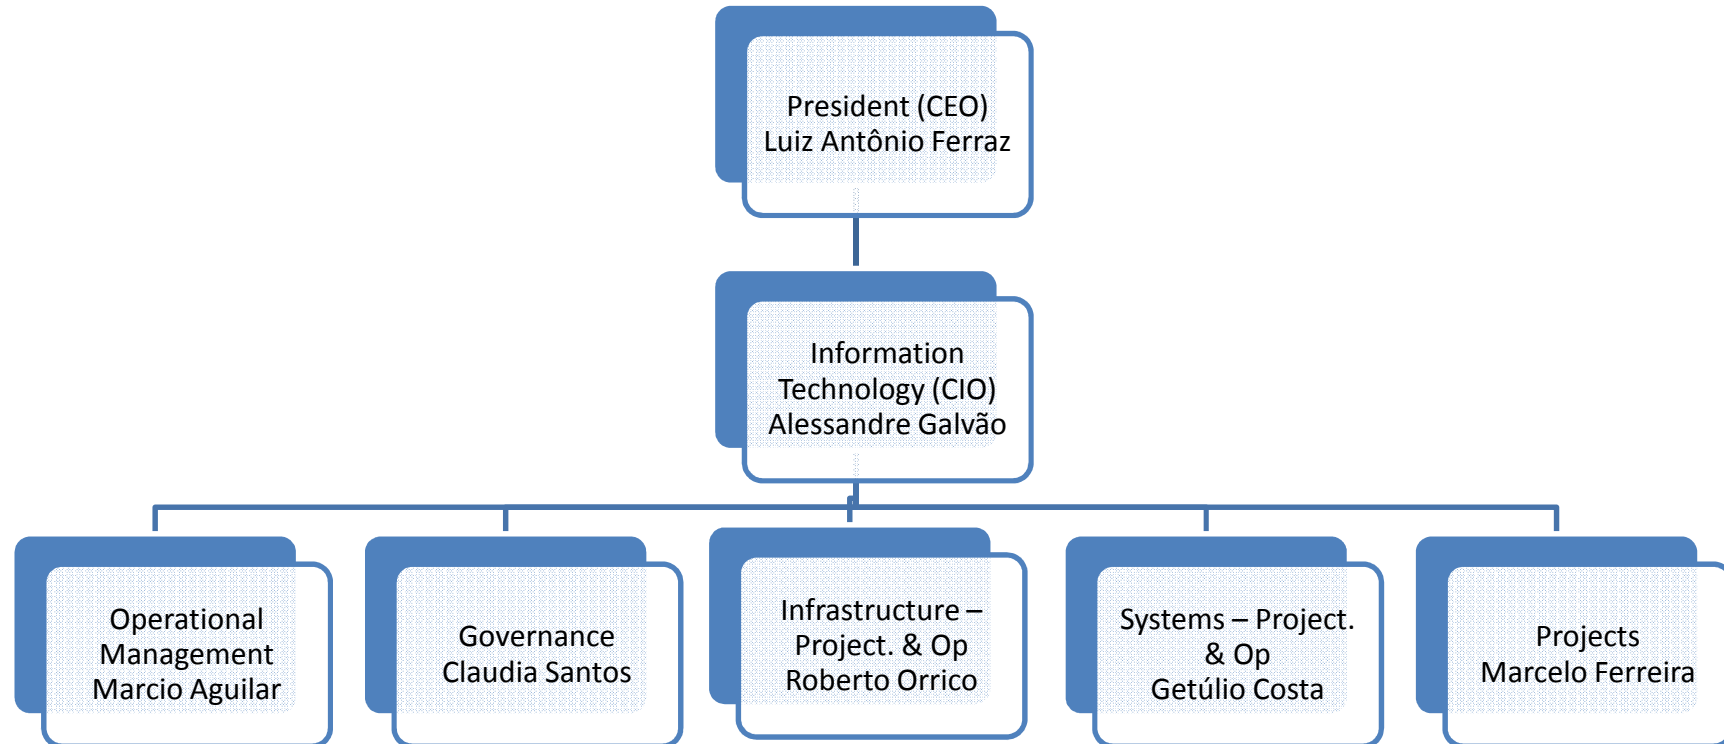 President (CEO)
Luiz Antônio Ferraz
Information
Technology (CIO)
Alessandre Galvão
Operational
Management
Marcio Aguilar
Governance
Claudia Santos
Infrastructure –
Project. & Op
Roberto Orrico
Systems – Project.
& Op
Getúlio Costa
Projects
Marcelo Ferreira